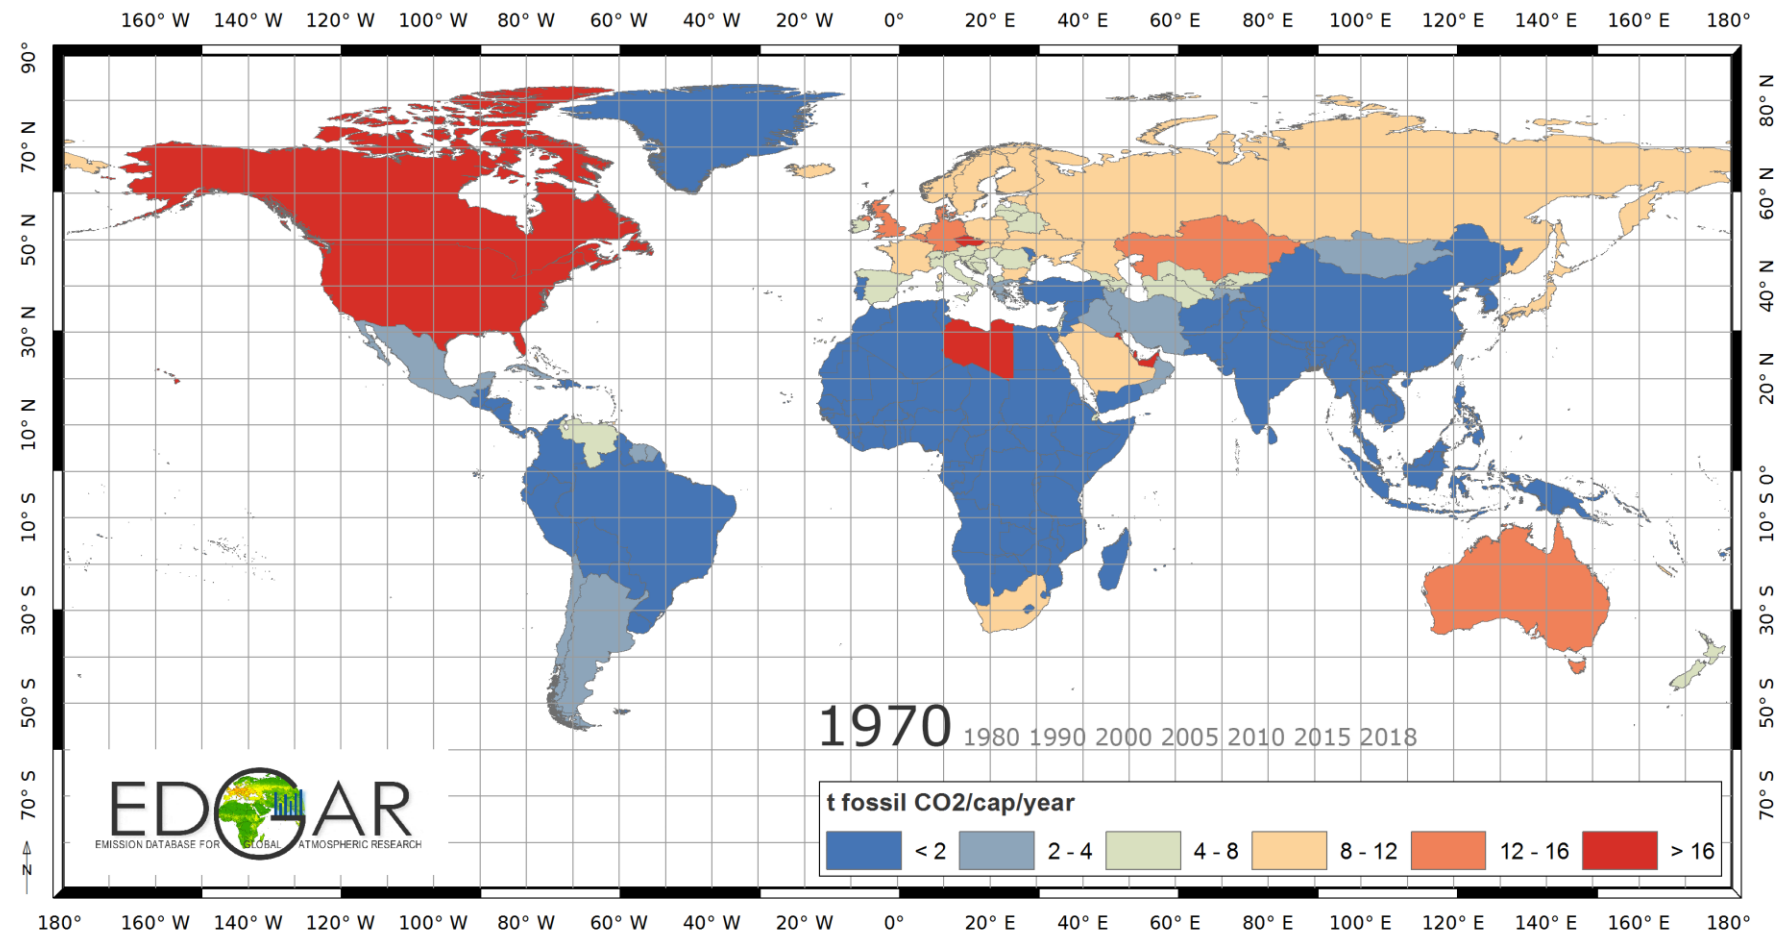 160° W 140° W 120° W 100° W 80° W 60° W 40° W 20° W 0° 20° E 40° E 60° E 80° E 100° E 120° E 140° E 160° E 180°
90°
70° N
50° N
30° N
10° N
10° S
30° S
50° S
70° S
N
80° N
60° N
40° N
20° N
0°
10° S
30° S
50° S
70° S
1970 1980 1990 2000 2005 2010 2015 2018
EDGAR
EMISSION DATABASE FOR GLOBAL ATMOSPHERIC RESEARCH
t fossil CO2/cap/year
< 2 2 - 4 4 - 8 8 - 12 12 - 16 > 16
180° 160° W 140° W 120° W 100° W 80° W 60° W 40° W 20° W 0° 20° E 40° E 60° E 80° E 100° E 120° E 140° E 160° E 180°